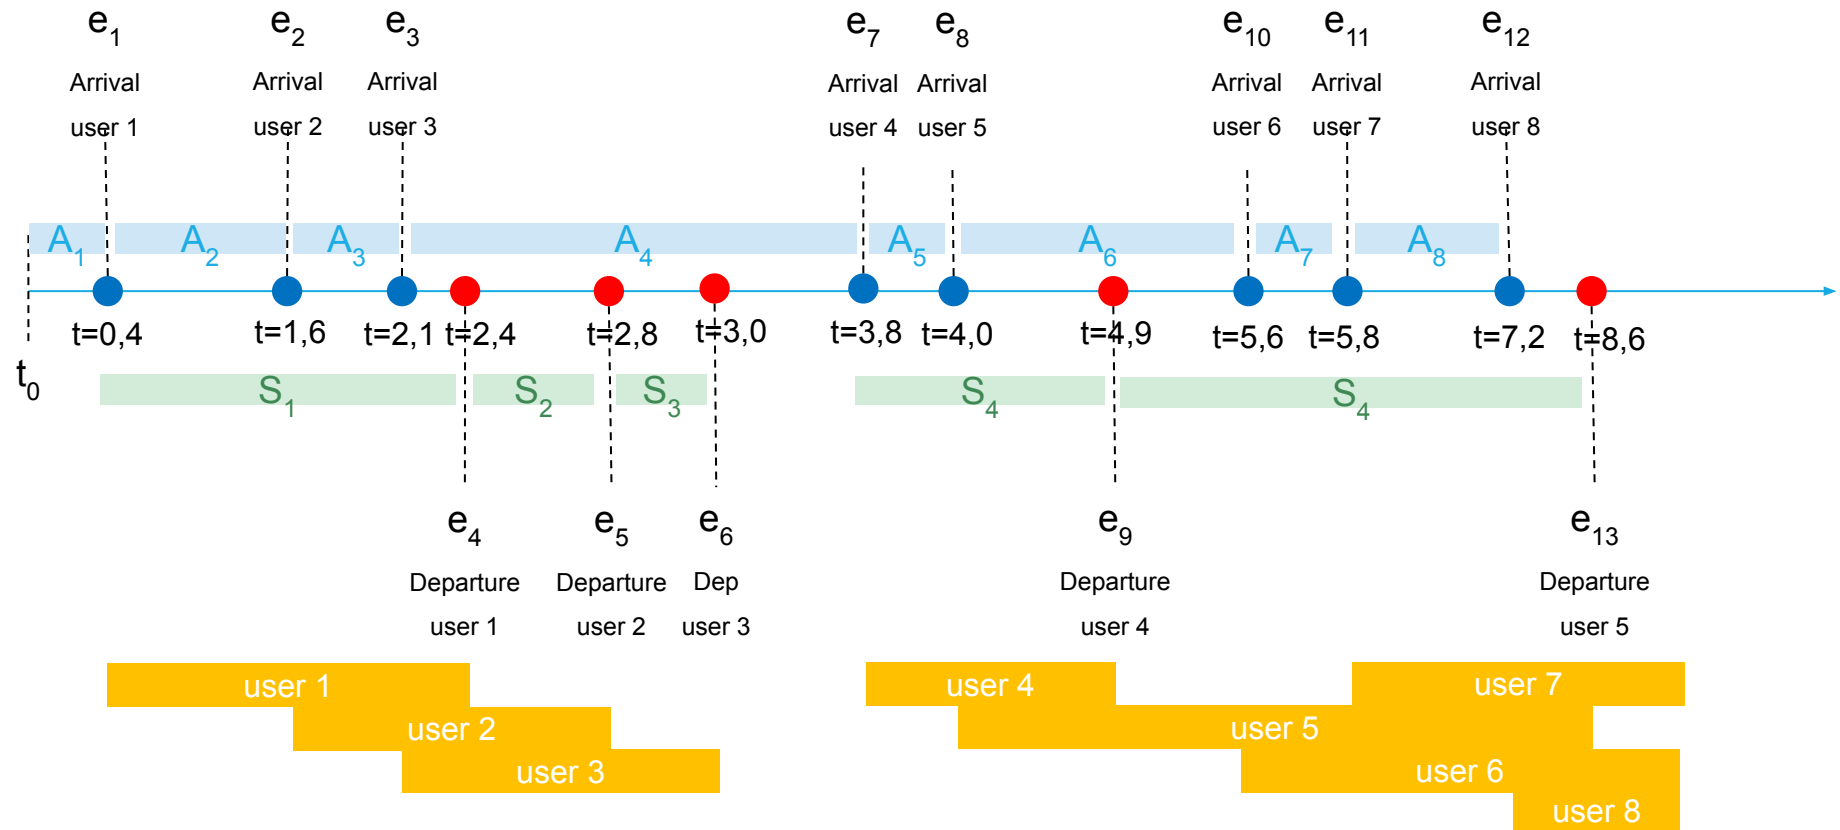 e1 e2 e3 e7 e8 e10 e11 e12
Arrival Arrival Arrival Arrival Arrival Arrival Arrival Arrival
user 1 user 2 user 3 user 4 user 5 user 6 user 7 user 8
A1 A2 A3 A4 A5 A6 A7 A8
t=0,4 t=1,6 t=2,1 t=2,4 t=2,8 t=3,0 t=3,8 t=4,0 t=4,9 t=5,6 t=5,8 t=7,2 t=8,6
t0
S1 S2 S3 S4 S4
e4 e5 e6 e9 e13
Departure Departure Dep Departure Departure
user 1 user 2 user 3 user 4 user 5
user 1 user 4 user 7
user 2 user 5
user 3 user 6
user 8